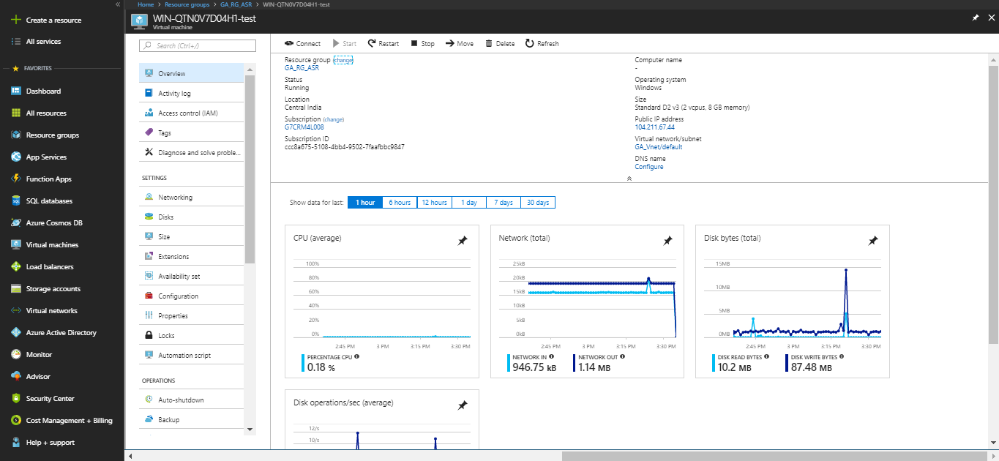 Home > Resource groups > GA_RG_ASR > WIN-QTN0V7D04H1-test
WIN-QTN0V7D04H1-test
Virtual machine
Create a resource
All services
FAVORITES
Dashboard
All resources
Resource groups
App Services
Function Apps
SQL databases
Azure Cosmos DB
Virtual machines
Load balancers
Storage accounts
Virtual networks
Azure Active Directory
Monitor
Advisor
Security Center
Cost Management + Billing
Help + support
Search (Ctrl+/)
Overview
Activity log
Access control (IAM)
Tags
Diagnose and solve proble...
SETTINGS
Networking
Disks
Size
Extensions
Availability set
Configuration
Properties
Locks
Automation script
OPERATIONS
Auto-shutdown
Backup
Connect Start Restart Stop Move Delete Refresh
Resource group (change)
GA_RG_ASR
Status
Running
Location
Central India
Subscription (change)
G7CRM4L008
Subscription ID
ccc8a675-5108-4bb4-9502-7faafbbc9847
Computer name
-
Operating system
Windows
Size
Standard D2 v3 (2 vcpus, 8 GB memory)
Public IP address
104.211.67.44
Virtual network/subnet
GA_Vnet/default
DNS name
Configure
Show data for last: 1 hour 6 hours 12 hours 1 day 7 days 30 days
CPU (average)
100%
80%
60%
40%
20%
0%
2:45 PM 3 PM 3:15 PM 3:30 PM
PERCENTAGE CPU
0.18 %
Network (total)
25kB
20kB
15kB
10kB
5kB
0kB
2:45 PM 3 PM 3:15 PM 3:30 PM
NETWORK IN NETWORK OUT
946.75 kB 1.14 MB
Disk bytes (total)
15MB
10MB
5MB
0MB
2:45 PM 3 PM 3:15 PM 3:30 PM
DISK READ BYTES DISK WRITE BYTES
10.2 MB 87.48 MB
Disk operations/sec (average)
12/s
10/s